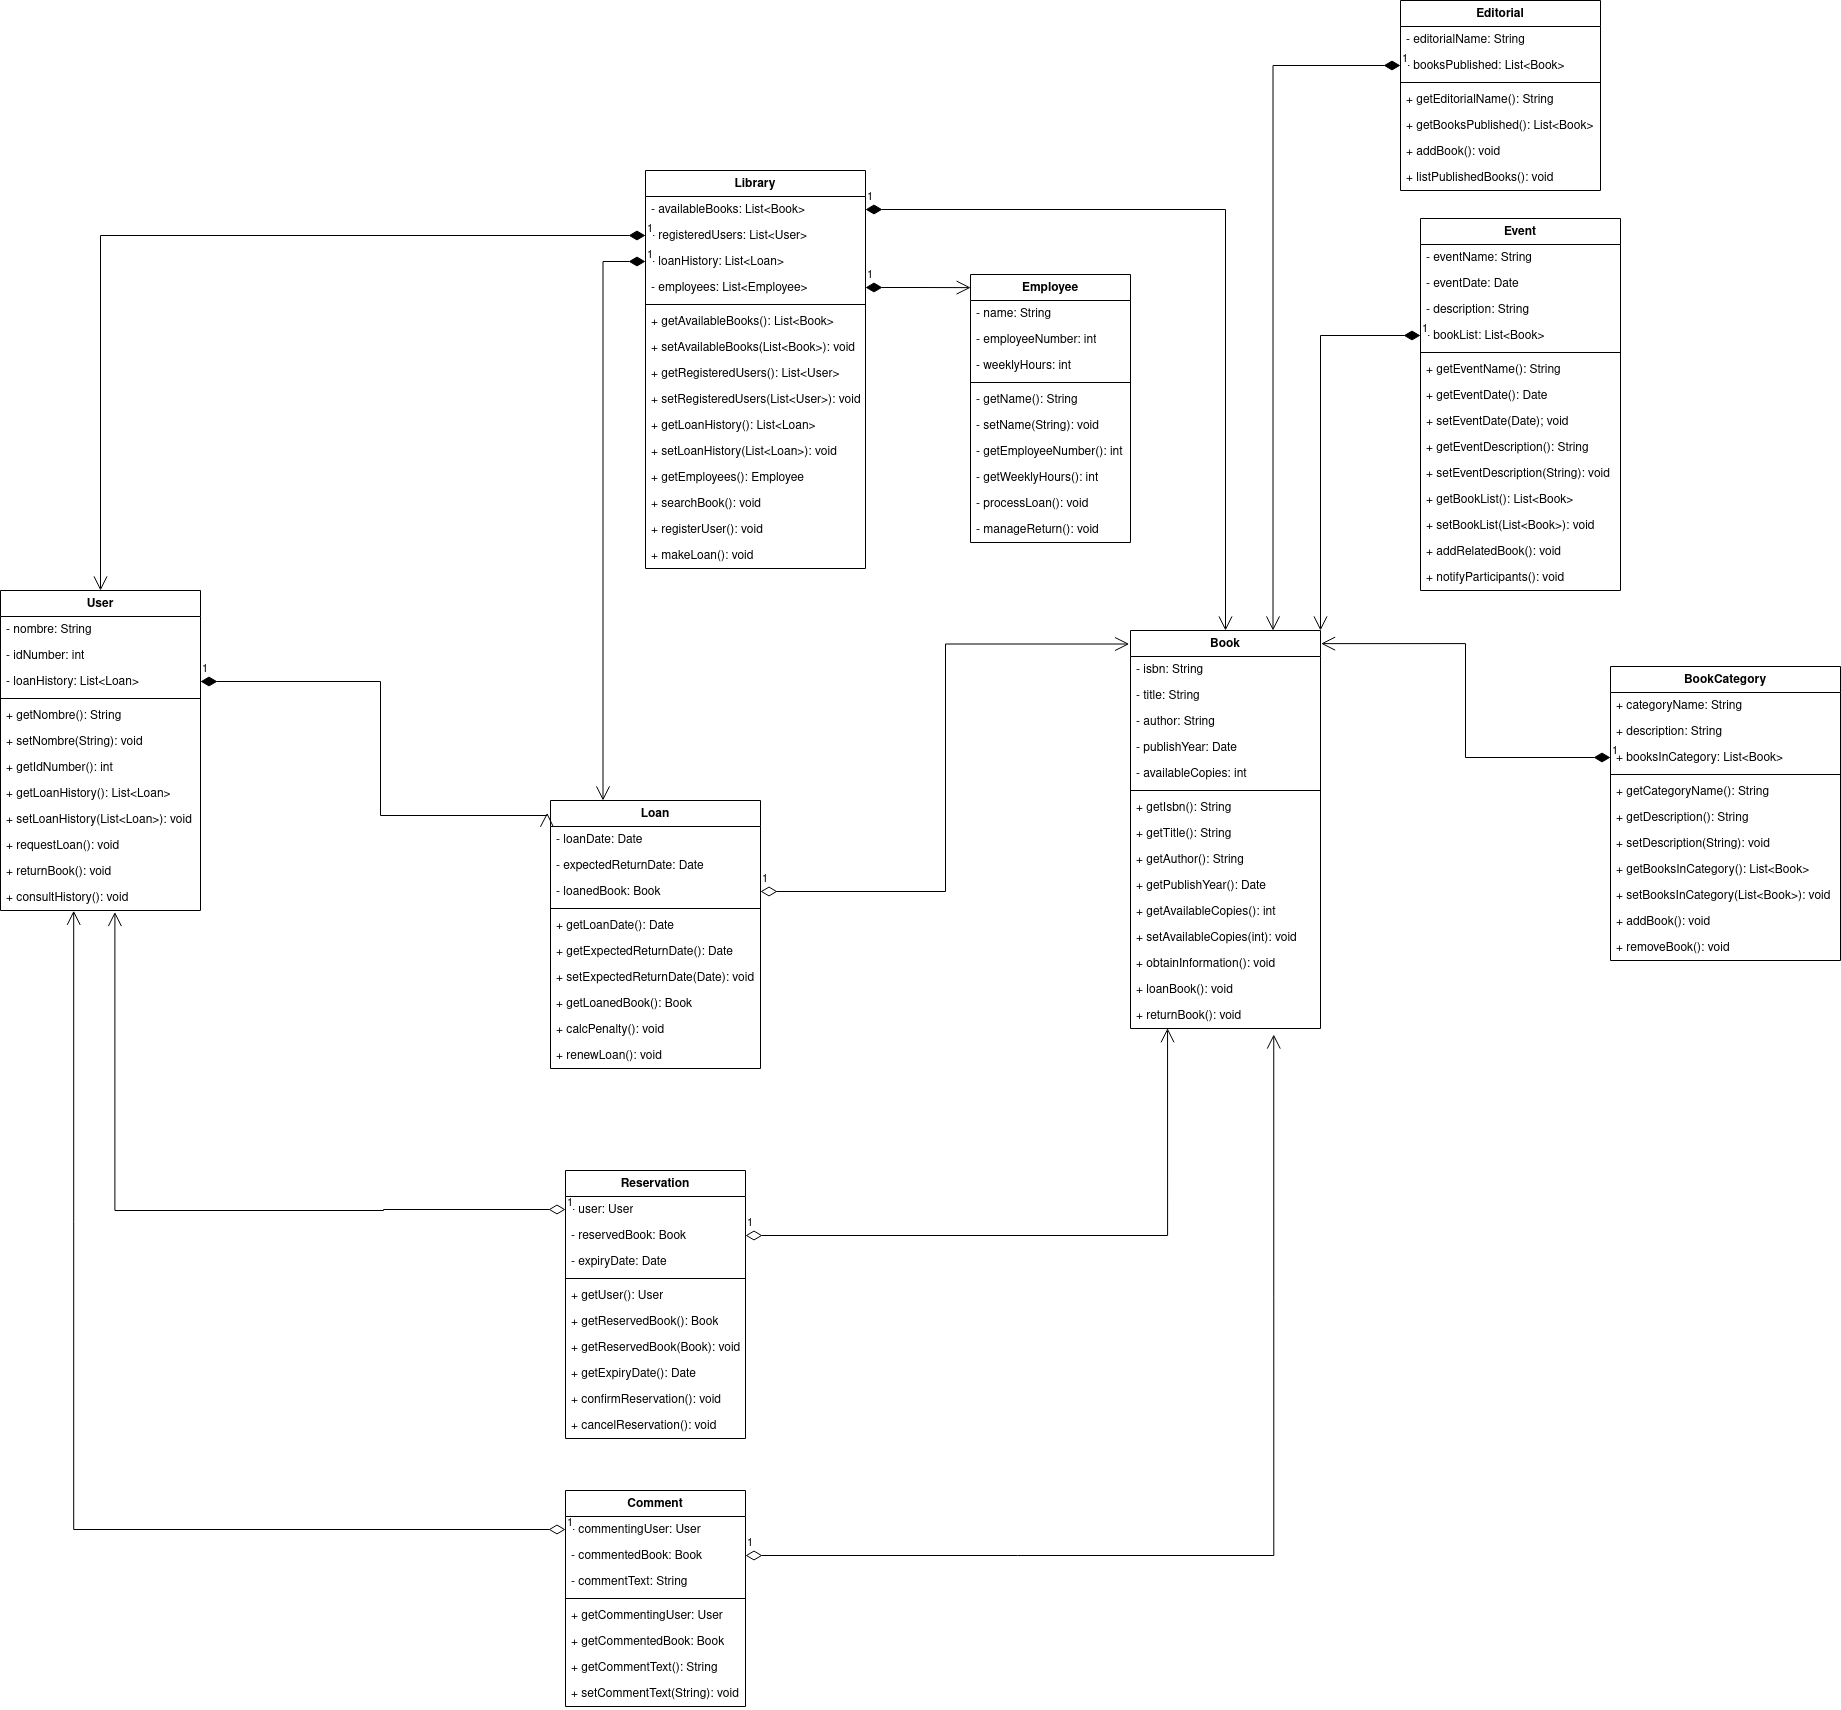 Editorial
- editorialName: String
1
- booksPublished: List<Book>
+ getEditorialName(): String
+ getBooksPublished(): List<Book>
+ addBook(): void
+ listPublishedBooks(): void
Library
- availableBooks: List<Book>
1
1
- registeredUsers: List<User>
1
- loanHistory: List<Loan>
- employees: List<Employee>
1
+ getAvailableBooks(): List<Book>
+ setAvailableBooks(List<Book>): void
+ getRegisteredUsers(): List<User>
+ setRegisteredUsers(List<User>): void
+ getLoanHistory(): List<Loan>
+ setLoanHistory(List<Loan>): void
+ getEmployees(): Employee
+ searchBook(): void
+ registerUser(): void
+ makeLoan(): void
Employee
- name: String
- employeeNumber: int
- weeklyHours: int
- getName(): String
- setName(String): void
- getEmployeeNumber(): int
- getWeeklyHours(): int
- processLoan(): void
- manageReturn(): void
Event
- eventName: String
- eventDate: Date
- description: String
1
- bookList: List<Book>
+ getEventName(): String
+ getEventDate(): Date
+ setEventDate(Date); void
+ getEventDescription(): String
+ setEventDescription(String): void
+ getBookList(): List<Book>
+ setBookList(List<Book>): void
+ addRelatedBook(): void
+ notifyParticipants(): void
User
- nombre: String
- idNumber: int
- loanHistory: List<Loan>
1
+ getNombre(): String
+ setNombre(String): void
+ getIdNumber(): int
+ getLoanHistory(): List<Loan>
+ setLoanHistory(List<Loan>): void
+ requestLoan(): void
+ returnBook(): void
+ consultHistory(): void
Loan
- loanDate: Date
- expectedReturnDate: Date
- loanedBook: Book
1
+ getLoanDate(): Date
+ getExpectedReturnDate(): Date
+ setExpectedReturnDate(Date): void
+ getLoanedBook(): Book
+ calcPenalty(): void
+ renewLoan(): void
Book
- isbn: String
- title: String
- author: String
- publishYear: Date
- availableCopies: int
+ getIsbn(): String
+ getTitle(): String
+ getAuthor(): String
+ getPublishYear(): Date
+ getAvailableCopies(): int
+ setAvailableCopies(int): void
+ obtainInformation(): void
+ loanBook(): void
+ returnBook(): void
BookCategory
+ categoryName: String
+ description: String
1
+ booksInCategory: List<Book>
+ getCategoryName(): String
+ getDescription(): String
+ setDescription(String): void
+ getBooksInCategory(): List<Book>
+ setBooksInCategory(List<Book>): void
+ addBook(): void
+ removeBook(): void
Reservation
1
- user: User
- reservedBook: Book
1
- expiryDate: Date
+ getUser(): User
+ getReservedBook(): Book
+ getReservedBook(Book): void
+ getExpiryDate(): Date
+ confirmReservation(): void
+ cancelReservation(): void
Comment
1
- commentingUser: User
- commentedBook: Book
1
- commentText: String
+ getCommentingUser: User
+ getCommentedBook: Book
+ getCommentText(): String
+ setCommentText(String): void